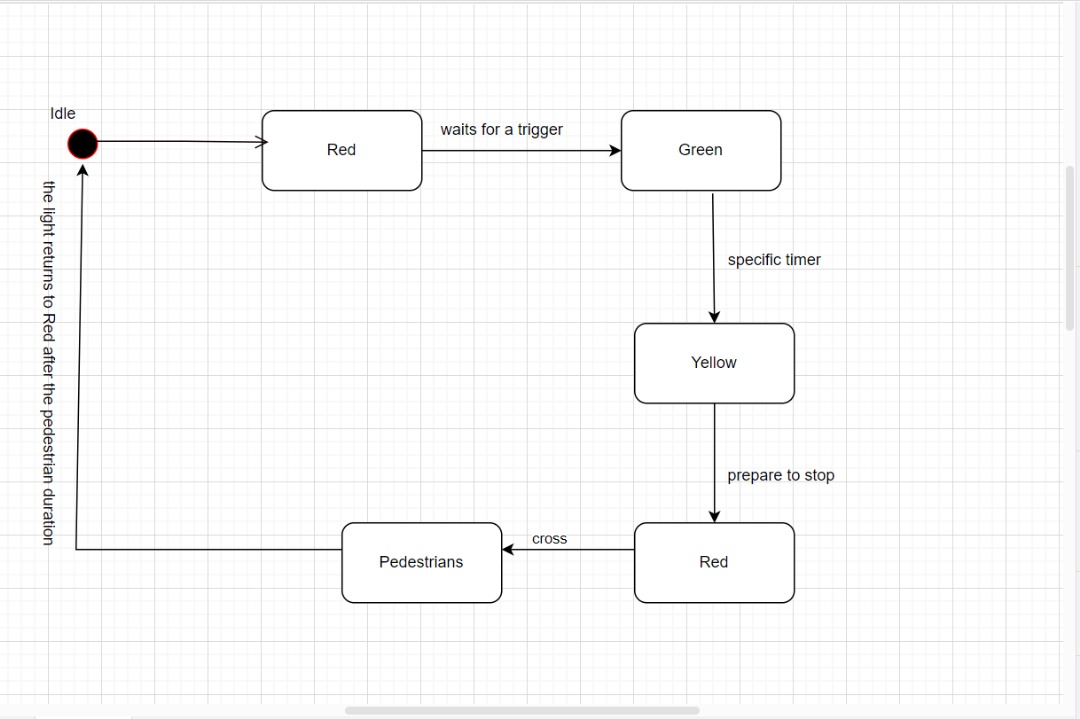 Idle
Red
waits for a trigger
Green
specific timer
Yellow
prepare to stop
Red
cross
Pedestrians
the light returns to Red after the pedestrian duration